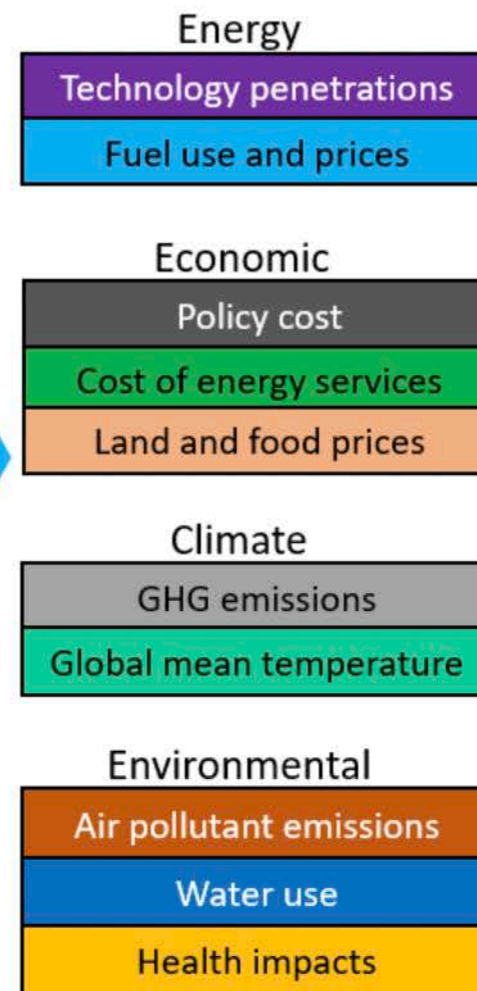 Energy
Technology penetrations
Fuel use and prices
Economic
Policy cost
Cost of energy services
Land and food prices
Climate
GHG emissions
Global mean temperature
Environmental
Air pollutant emissions
Water use
Health impacts